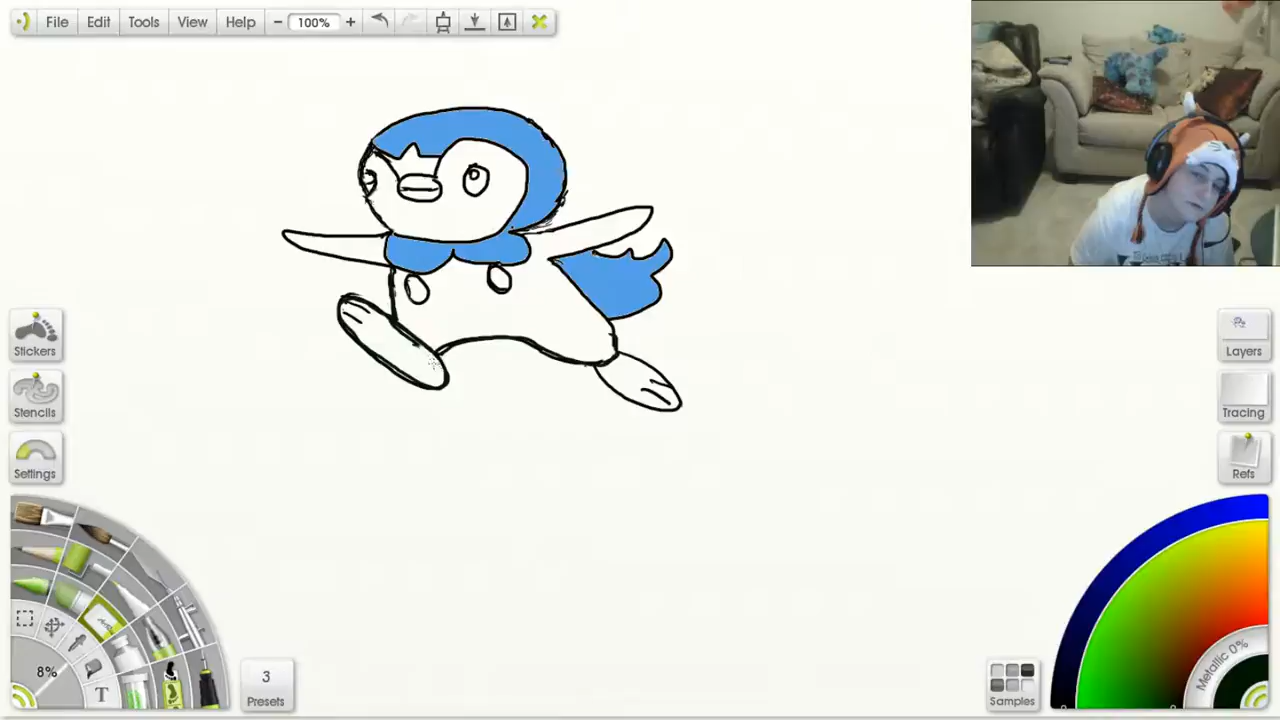 File Edit Tools View Help 100%
Stickers
Stencils
Settings
Layers
Tracing
Refs
8%
T
3
Presets
Samples
Metallic 0%